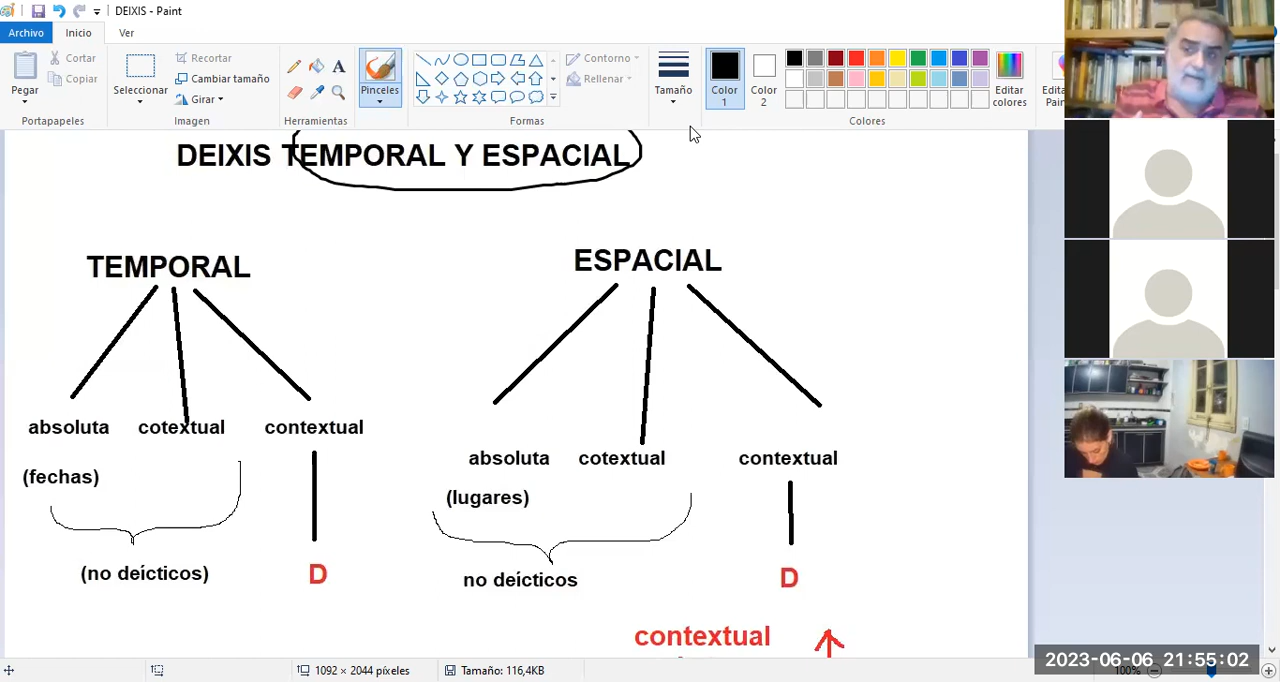 DEIXIS - Paint
Archivo Inicio Ver
Pegar
Cortar
Copiar
Portapapeles
Seleccionar
Recortar
Cambiar tamaño
Girar
Imagen
A
Herramientas
Pinceles
Contorno
Rellenar
Formas
Tamaño
Color
1
Color
2
Editar
colores
Colores
DEIXIS TEMPORAL Y ESPACIAL
TEMPORAL
ESPACIAL
absoluta cotextual contextual
(fechas)
(no deícticos)
D
absoluta cotextual contextual
(lugares)
no deícticos
D
contextual
1092 × 2044 píxeles
Tamaño: 116,4KB
100%
2023-06-06 21:55:02